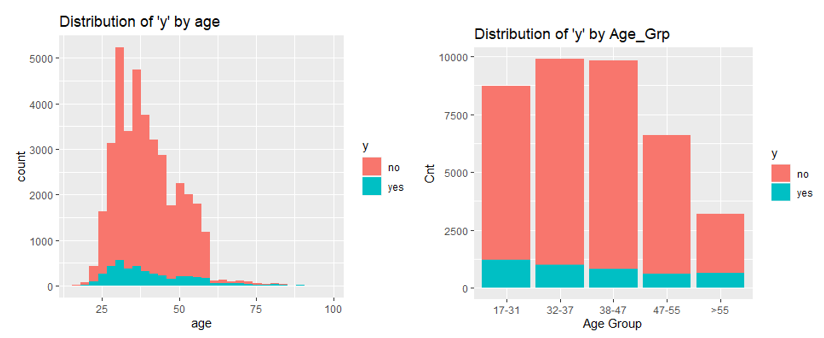 Distribution of 'y' by age
5000
4000
3000
2000
1000
0
count
25
50
75
100
age
y
no
yes
Distribution of 'y' by Age_Grp
10000
7500
5000
2500
0
Cnt
17-31
32-37
38-47
47-55
>55
Age Group
y
no
yes